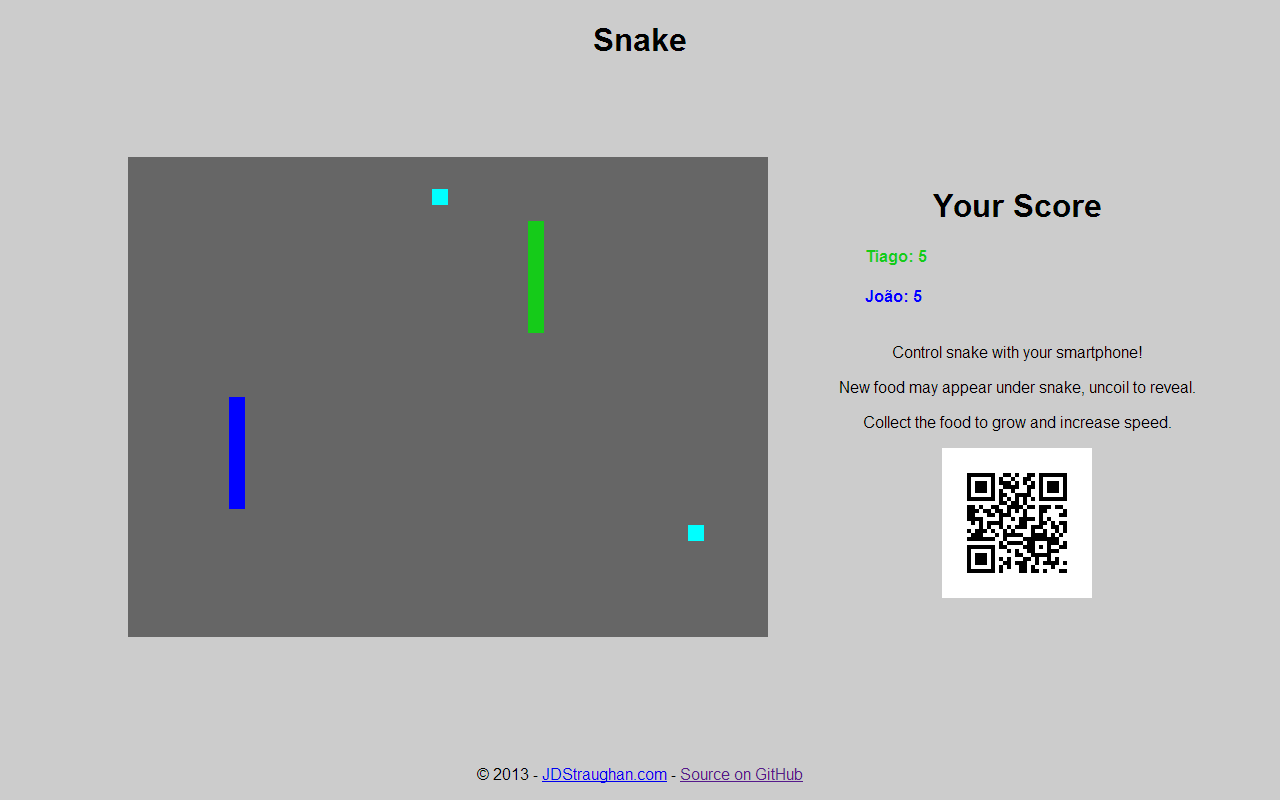 Snake
Your Score
Tiago: 5
João: 5
Control snake with your smartphone!
New food may appear under snake, uncoil to reveal.
Collect the food to grow and increase speed.
© 2013 - JDStraughan.com - Source on GitHub